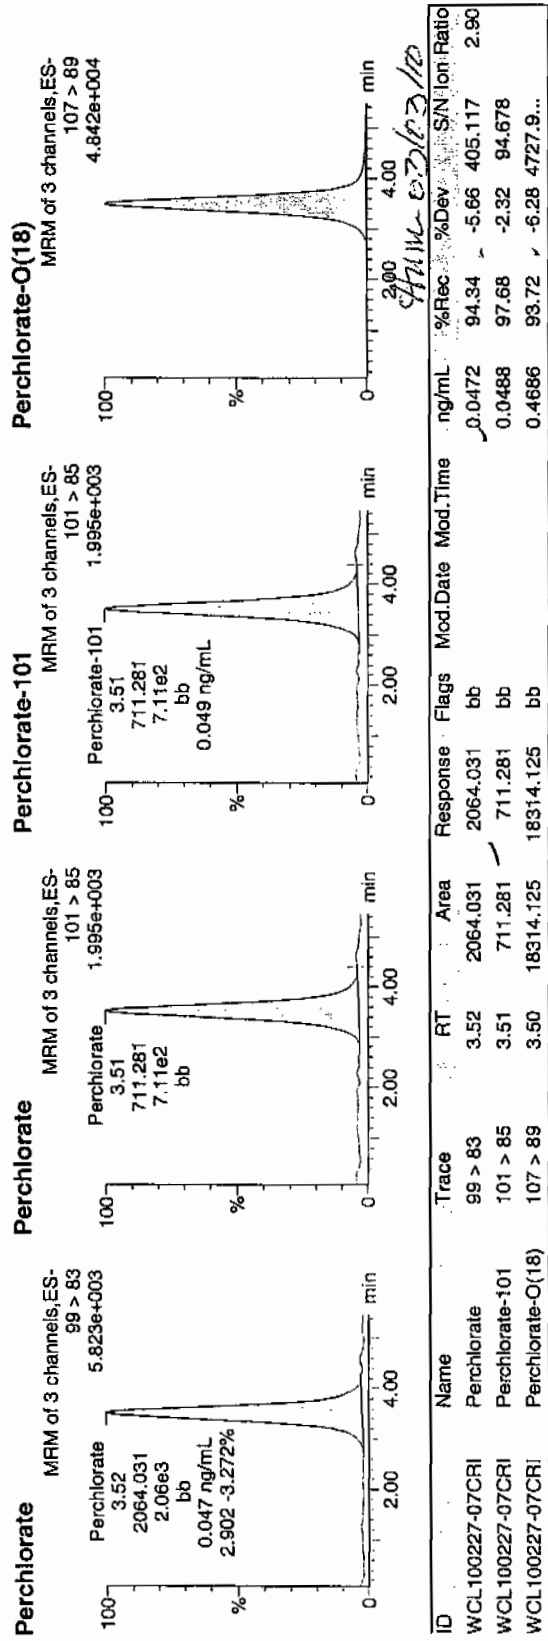 Perchlorate
MRM of 3 channels,ES-
99 > 83
5.823e+003
100
Perchlorate
3.52
2064.031
2.06e3
bb
0.047 ng/mL
2.902 -3.272%
%
0
2.00
4.00
min
Perchlorate
MRM of 3 channels,ES-
101 > 85
1.995e+003
100
Perchlorate
3.51
711.281
7.11e2
bb
%
0
2.00
4.00
min
Perchlorate-101
MRM of 3 channels,ES-
101 > 85
1.995e+003
100
Perchlorate-101
3.51
711.281
7.11e2
bb
0.049 ng/mL
%
0
2.00
4.00
min
Perchlorate-O(18)
MRM of 3 channels,ES-
107 > 89
4.842e+004
100
%
0
2.00
4.00
min
03/03/10
ID Name Trace RT Area Response Flags Mod.Date Mod.Time ng/mL %Rec %Dev S/N Ion Ratio
WCL100227-07CRI Perchlorate 99 > 83 3.52 2064.031 2064.031 bb 0.0472 94.34 -5.66 405.117 2.90
WCL100227-07CRI Perchlorate-101 101 > 85 3.51 711.281 711.281 bb 0.0488 97.68 -2.32 94.678
WCL100227-07CRI Perchlorate-O(18) 107 > 89 3.50 18314.125 18314.125 bb 0.4686 93.72 -6.28 4727.9...